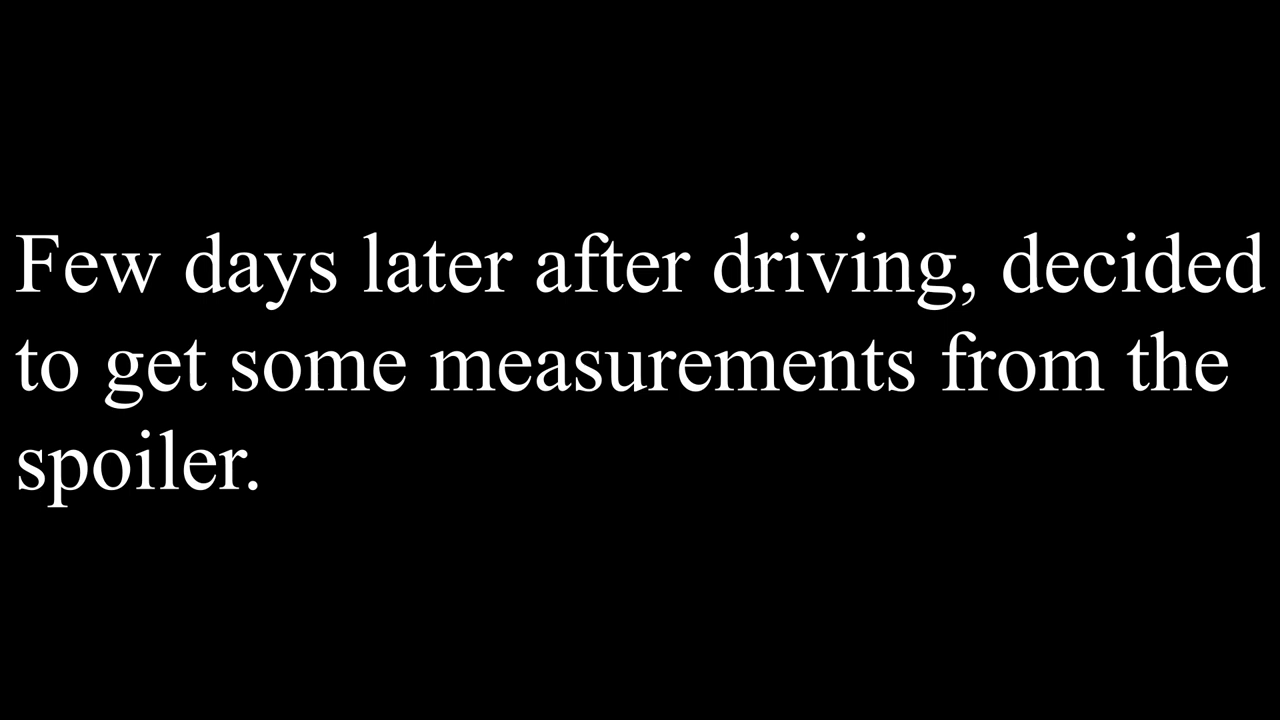 Few days later after driving, decided
to get some measurements from the
spoiler.